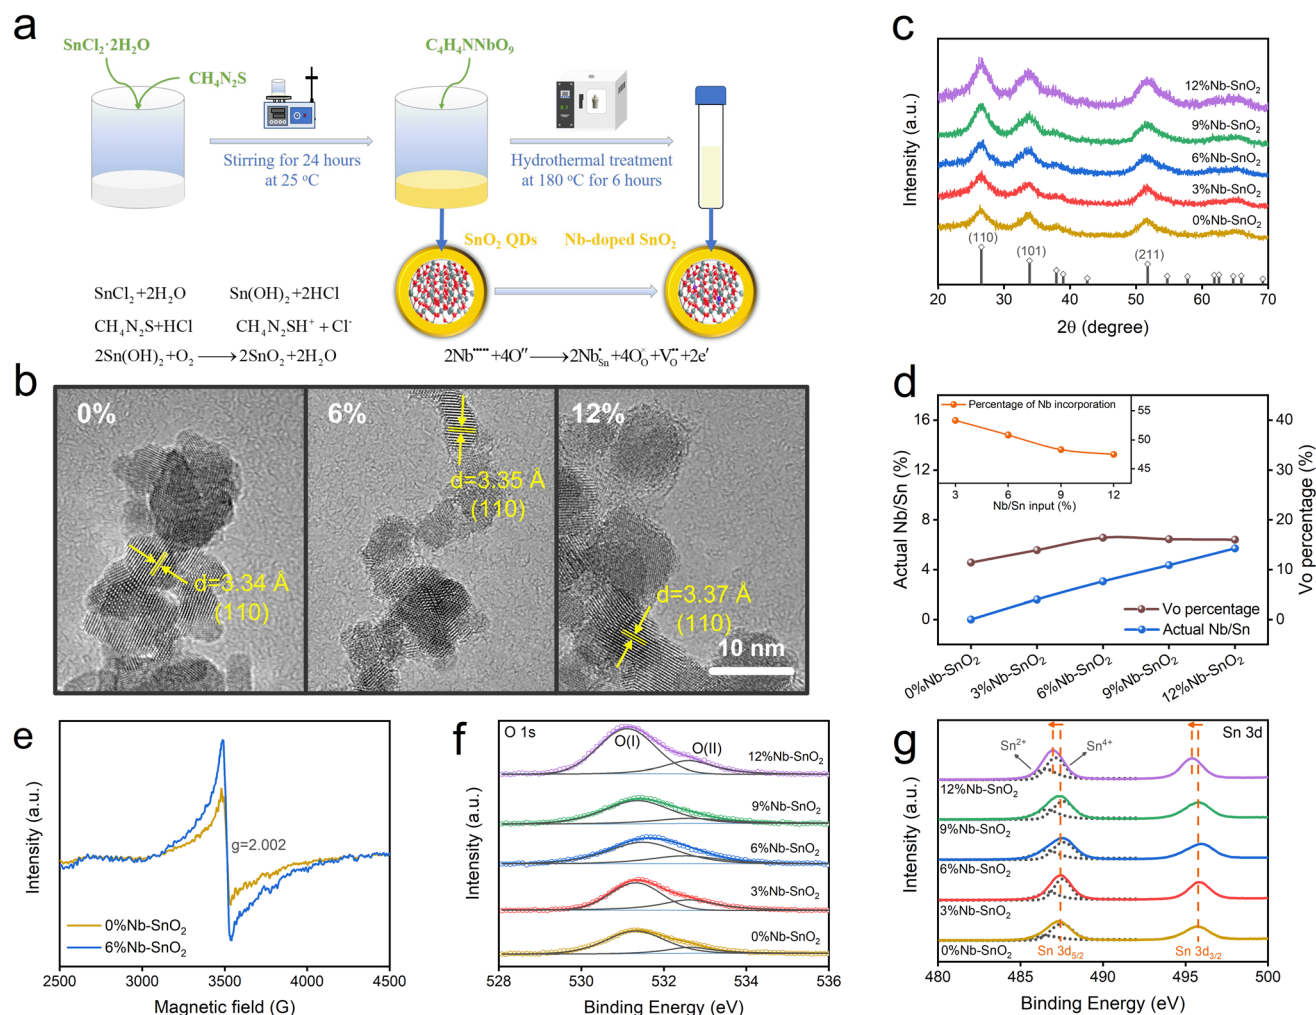 a
SnCl₂·2H₂O
CH₄N₂S
C₄H₄NNbO₉
Stirring for 24 hours
at 25 °C
Hydrothermal treatment
at 180 °C for 6 hours
SnO₂ QDs
Nb-doped SnO₂
SnCl₂+2H₂O Sn(OH)₂+2HCl
CH₄N₂S+HCl CH₄N₂SH⁺ + Cl⁻
2Sn(OH)₂+O₂ → 2SnO₂+2H₂O
2Nb•••••+4O″ → 2Nb•Sn+4O×O+V••O+2e′
b
0%
d=3.34 Å
(110)
6%
d=3.35 Å
(110)
12%
d=3.37 Å
(110)
10 nm
c
Intensity (a.u.)
12%Nb-SnO₂
9%Nb-SnO₂
6%Nb-SnO₂
3%Nb-SnO₂
0%Nb-SnO₂
(110)
(101)
(211)
20 30 40 50 60 70
2θ (degree)
d
Actual Nb/Sn (%)
16
12
8
4
0
Percentage of Nb incorporation
55
50
45
3 6 9 12
Nb/Sn input (%)
Vo percentage
Actual Nb/Sn
40
30
20
10
0
Vo percentage (%)
0%Nb-SnO₂
3%Nb-SnO₂
6%Nb-SnO₂
9%Nb-SnO₂
12%Nb-SnO₂
e
Intensity (a.u.)
g=2.002
0%Nb-SnO₂
6%Nb-SnO₂
2500 3000 3500 4000 4500
Magnetic field (G)
f
O 1s
O(I)
O(II)
Intensity (a.u.)
12%Nb-SnO₂
9%Nb-SnO₂
6%Nb-SnO₂
3%Nb-SnO₂
0%Nb-SnO₂
528 530 532 534 536
Binding Energy (eV)
g
Sn 3d
Sn²⁺
Sn⁴⁺
Intensity (a.u.)
12%Nb-SnO₂
9%Nb-SnO₂
6%Nb-SnO₂
3%Nb-SnO₂
0%Nb-SnO₂
Sn 3d₅/₂
Sn 3d₃/₂
480 485 490 495 500
Binding Energy (eV)